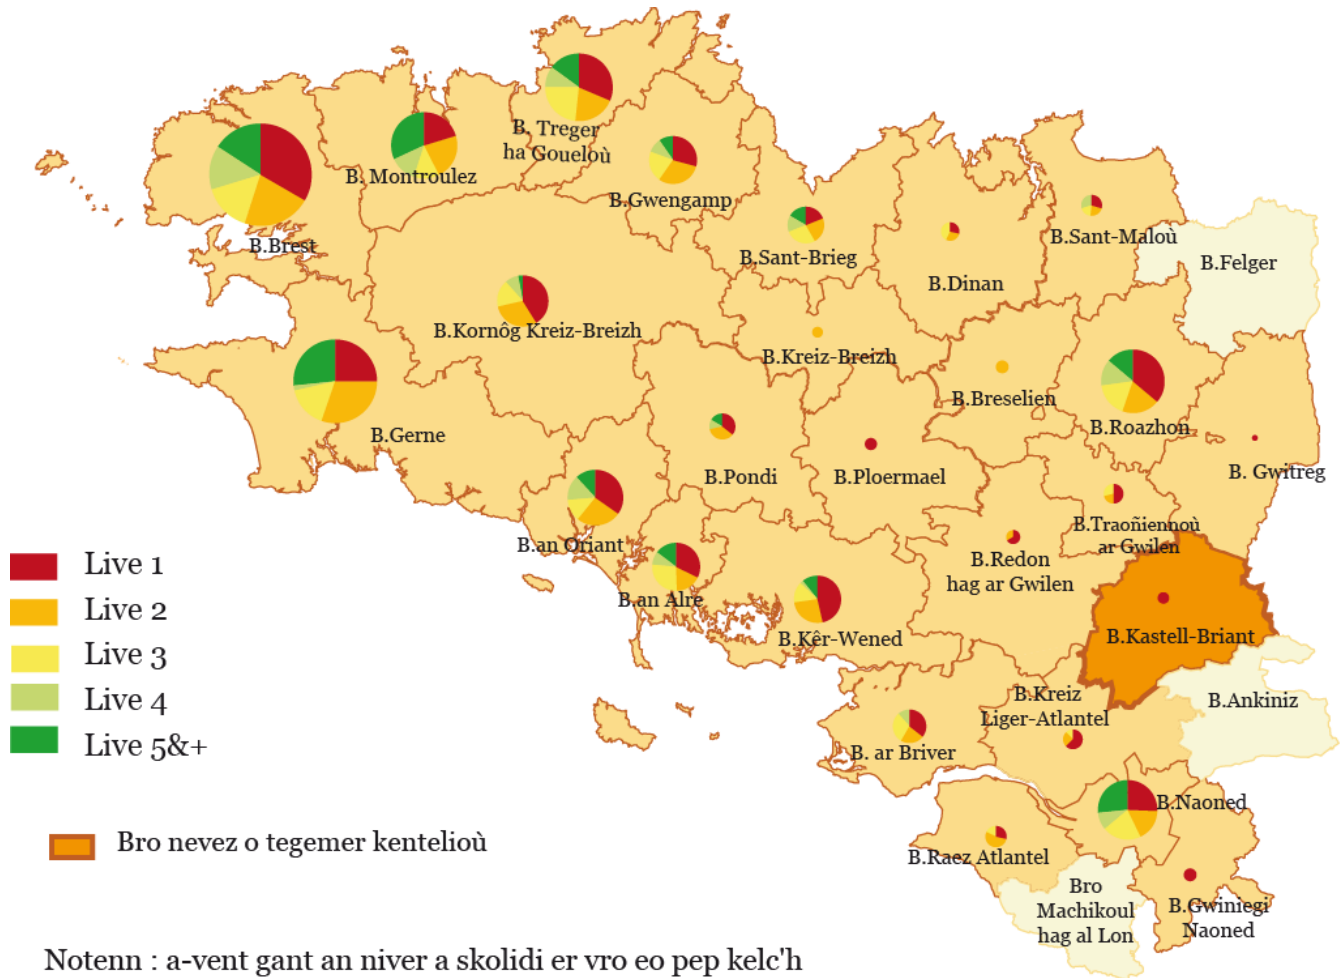 B. Treger
ha Goueloù
B. Montroulez
B.Gwengamp
B.Brest
B.Sant-Brieg
B.Dinan
B.Sant-Maloù
B.Felger
B.Kornôg Kreiz-Breizh
B.Kreiz-Breizh
B.Breselien
B.Roazhon
B.Gerne
B.Pondi
B.Ploermael
B. Gwitreg
B.Traoñiennoù
ar Gwilen
B.an Oriant
B.Redon
hag ar Gwilen
B.an Alre
B.Kêr-Wened
B.Kastell-Briant
B.Kreiz
Liger-Atlantel
B.Ankiniz
B. ar Briver
B.Naoned
B.Raez Atlantel
Bro
Machikoul
hag al Lon
B.Gwiniegi
Naoned
Live 1
Live 2
Live 3
Live 4
Live 5&+
Bro nevez o tegemer kentelioù
Notenn : a-vent gant an niver a skolidi er vro eo pep kelc'h